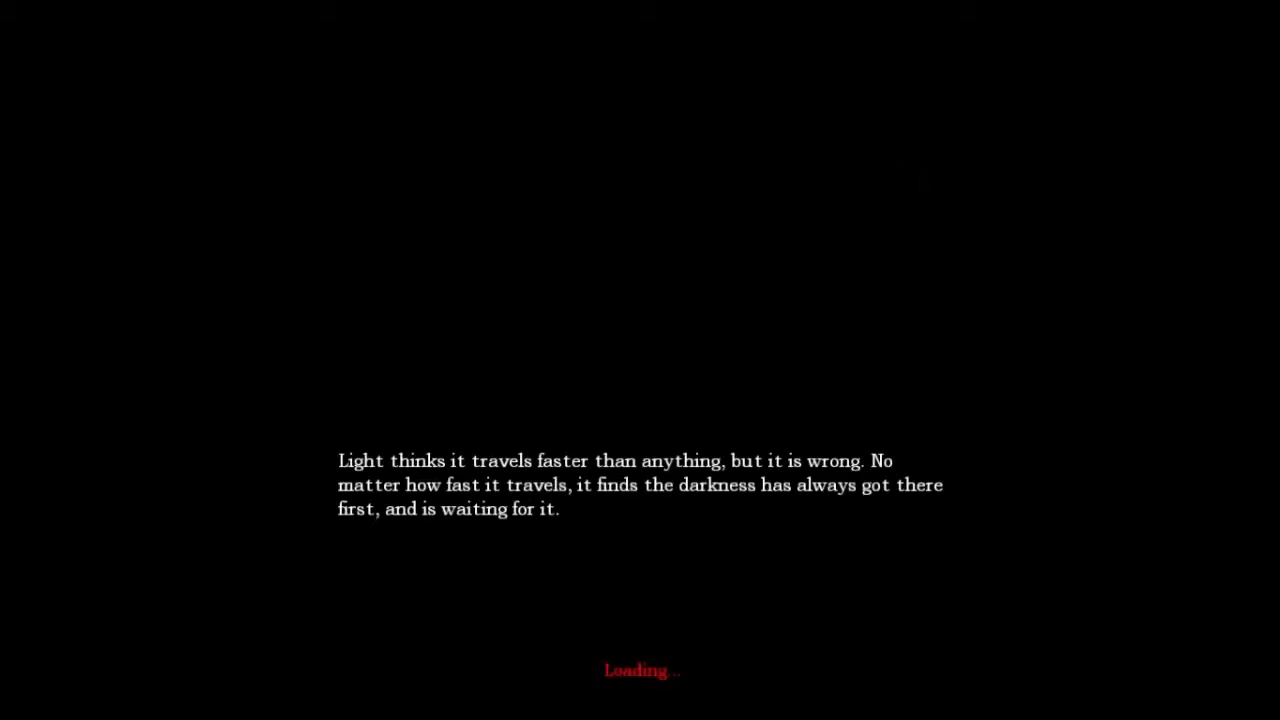 Light thinks it travels faster than anything, but it is wrong. No
matter how fast it travels, it finds the darkness has always got there
first, and is waiting for it.
Loading...